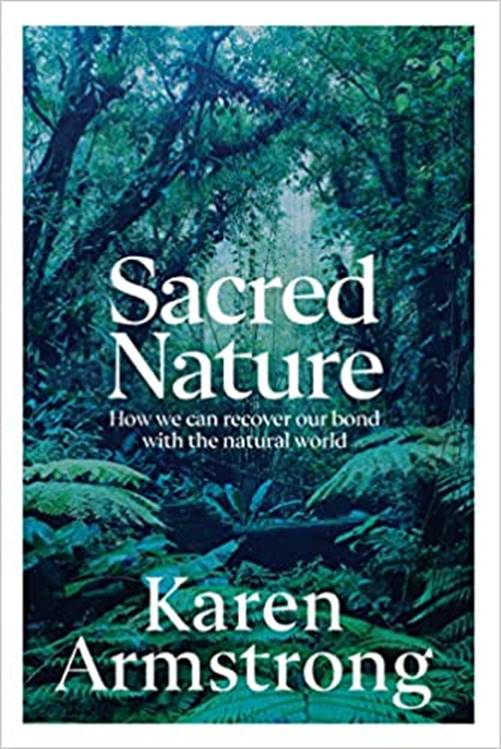 Sacred
Nature
How we can recover our bond
with the natural world
Karen
Armstrong